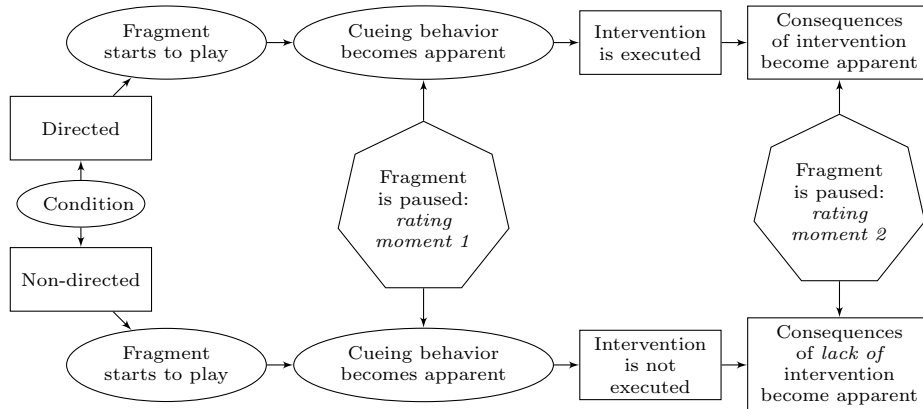 Fragment
starts to play
Cueing behavior
becomes apparent
Intervention
is executed
Consequences
of intervention
become apparent
Directed
Condition
Non-directed
Fragment
is paused:
rating
moment 1
Fragment
is paused:
rating
moment 2
Fragment
starts to play
Cueing behavior
becomes apparent
Intervention
is not
executed
Consequences
of lack of
intervention
become apparent